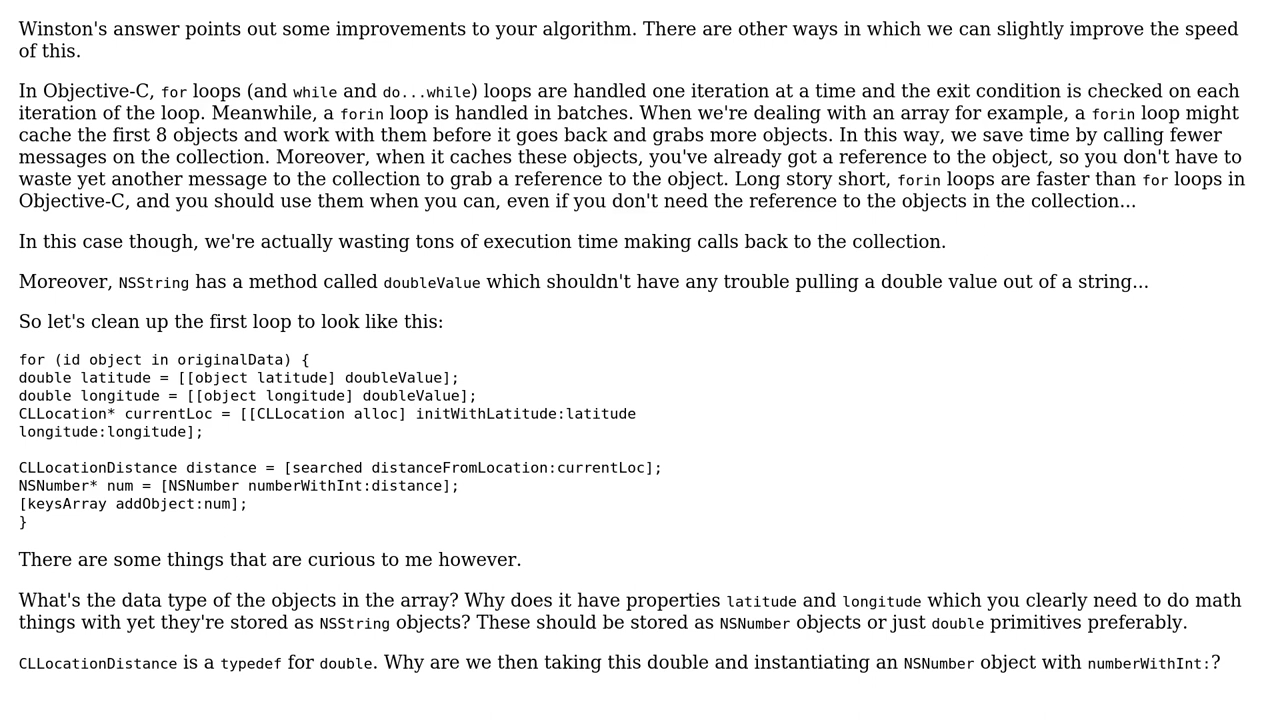 Winston's answer points out some improvements to your algorithm. There are other ways in which we can slightly improve the speed
of this.
In Objective-C, for loops (and while and do...while) loops are handled one iteration at a time and the exit condition is checked on each
iteration of the loop. Meanwhile, a forin loop is handled in batches. When we're dealing with an array for example, a forin loop might
cache the first 8 objects and work with them before it goes back and grabs more objects. In this way, we save time by calling fewer
messages on the collection. Moreover, when it caches these objects, you've already got a reference to the object, so you don't have to
waste yet another message to the collection to grab a reference to the object. Long story short, forin loops are faster than for loops in
Objective-C, and you should use them when you can, even if you don't need the reference to the objects in the collection...
In this case though, we're actually wasting tons of execution time making calls back to the collection.
Moreover, NSString has a method called doubleValue which shouldn't have any trouble pulling a double value out of a string...
So let's clean up the first loop to look like this:
for (id object in originalData) {
double latitude = [[object latitude] doubleValue];
double longitude = [[object longitude] doubleValue];
CLLocation* currentLoc = [[CLLocation alloc] initWithLatitude:latitude
longitude:longitude];
CLLocationDistance distance = [searched distanceFromLocation:currentLoc];
NSNumber* num = [NSNumber numberWithInt:distance];
[keysArray addObject:num];
}
There are some things that are curious to me however.
What's the data type of the objects in the array? Why does it have properties latitude and longitude which you clearly need to do math
things with yet they're stored as NSString objects? These should be stored as NSNumber objects or just double primitives preferably.
CLLocationDistance is a typedef for double. Why are we then taking this double and instantiating an NSNumber object with numberWithInt:?